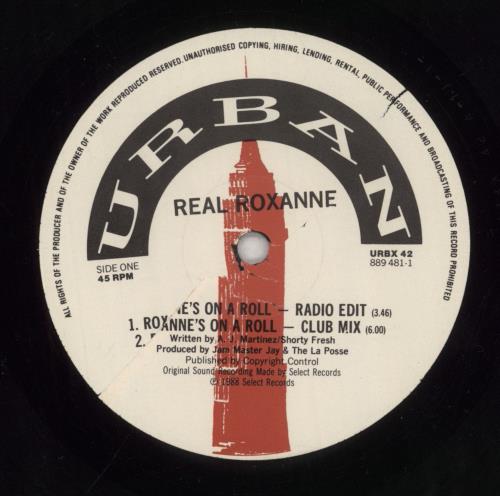 ALL RIGHTS OF THE PRODUCER AND OF THE OWNER OF THE WORK REPRODUCED RESERVED. UNAUTHORISED COPYING, HIRING, LENDING, RENTAL, PUBLIC PERFORMANCE AND BROADCASTING OF THIS RECORD PROHIBITED
URBAN
REAL ROXANNE
SIDE ONE
45 RPM
URBX 42
889 481-1
NE'S ON A ROLL – RADIO EDIT (3.46)
1. ROXANNE'S ON A ROLL – CLUB MIX (6.00)
2.
Written by A. J. Martinez/Shorty Fresh
Produced by Jam Master Jay & The La Posse
Published by Copyright Control
Original Sound Recording Made by Select Records
℗ 1988 Select Records